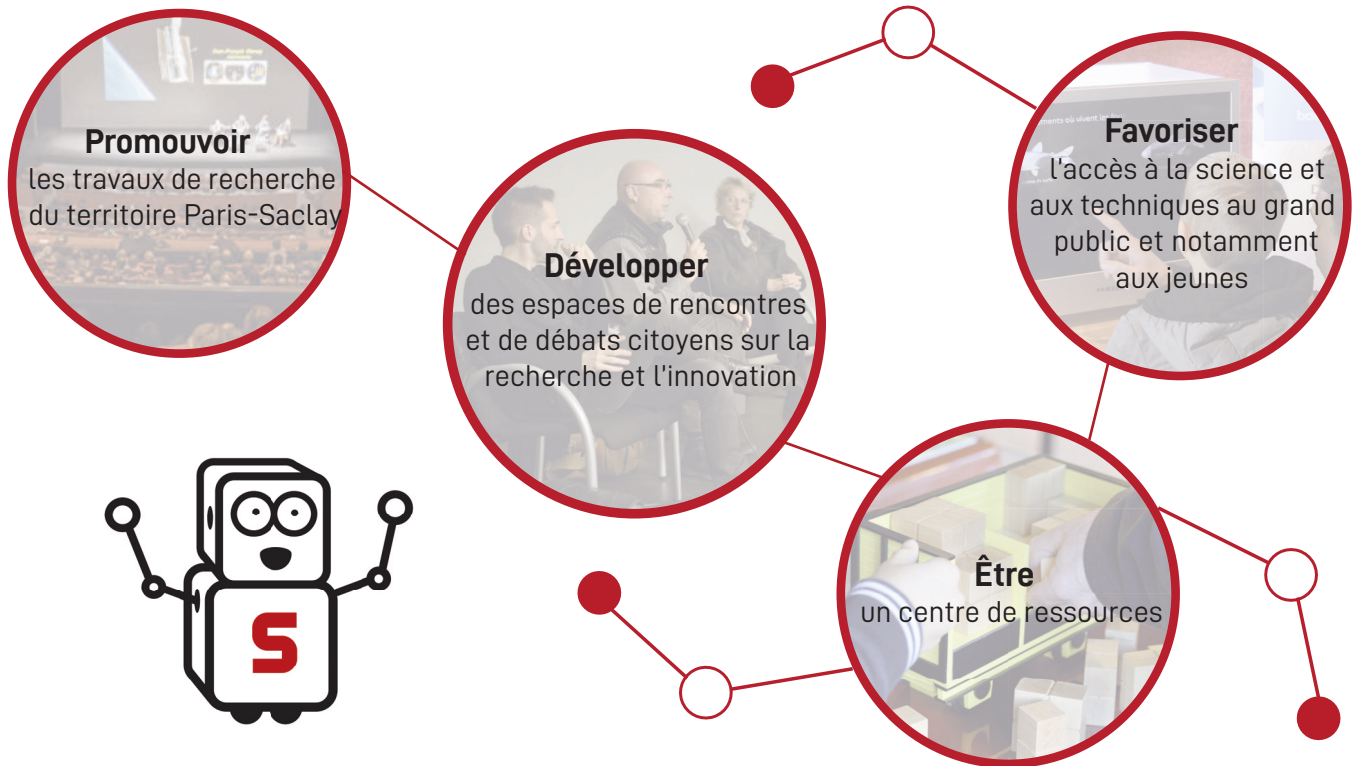 Promouvoir
les travaux de recherche
du territoire Paris-Saclay
Développer
des espaces de rencontres
et de débats citoyens sur la
recherche et l'innovation
Favoriser
l'accès à la science et
aux techniques au grand
public et notamment
aux jeunes
Être
un centre de ressources
S